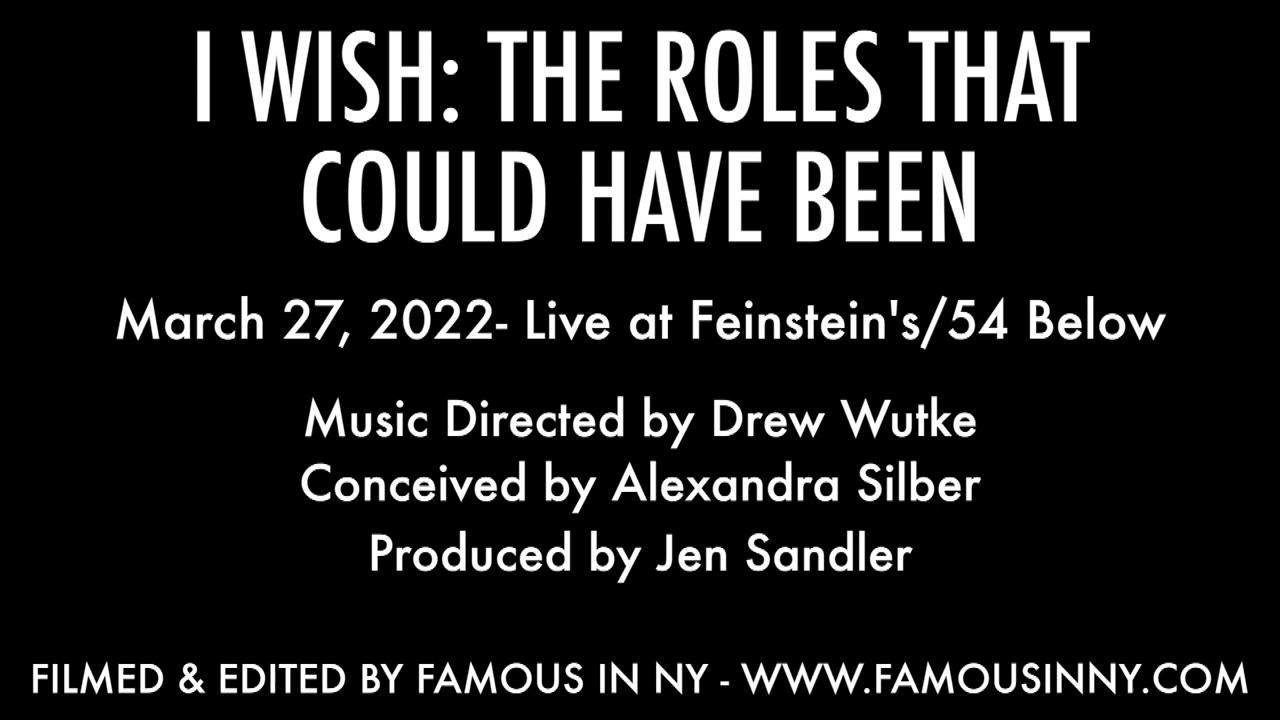 I WISH: THE ROLES THAT
COULD HAVE BEEN
March 27, 2022- Live at Feinstein's/54 Below
Music Directed by Drew Wutke
Conceived by Alexandra Silber
Produced by Jen Sandler
FILMED & EDITED BY FAMOUS IN NY - WWW.FAMOUSINNY.COM